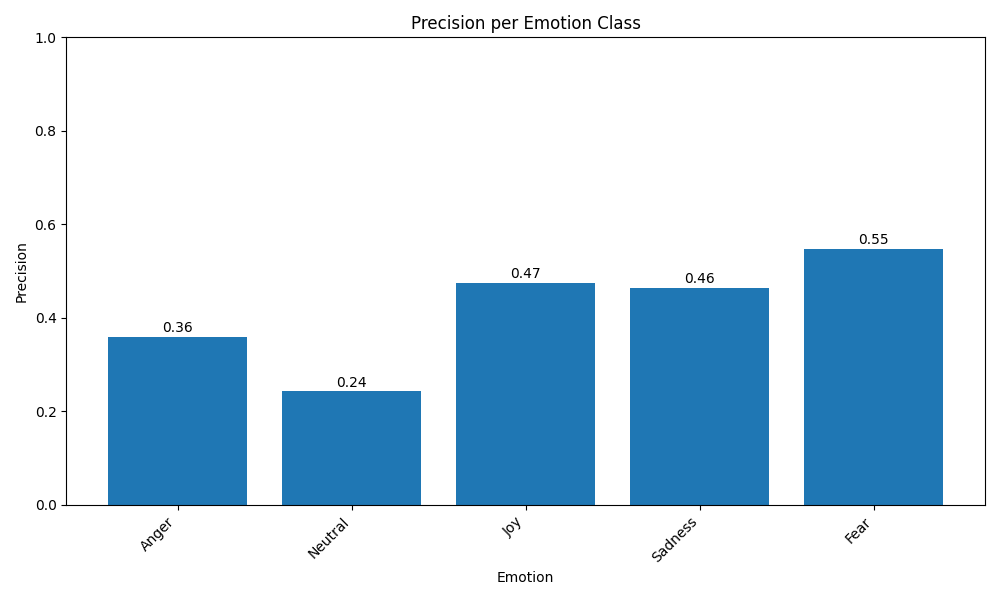 Precision per Emotion Class
1.0
0.8
0.6
0.4
0.2
0.0
Precision
0.36
0.24
0.47
0.46
0.55
Anger
Neutral
Joy
Sadness
Fear
Emotion